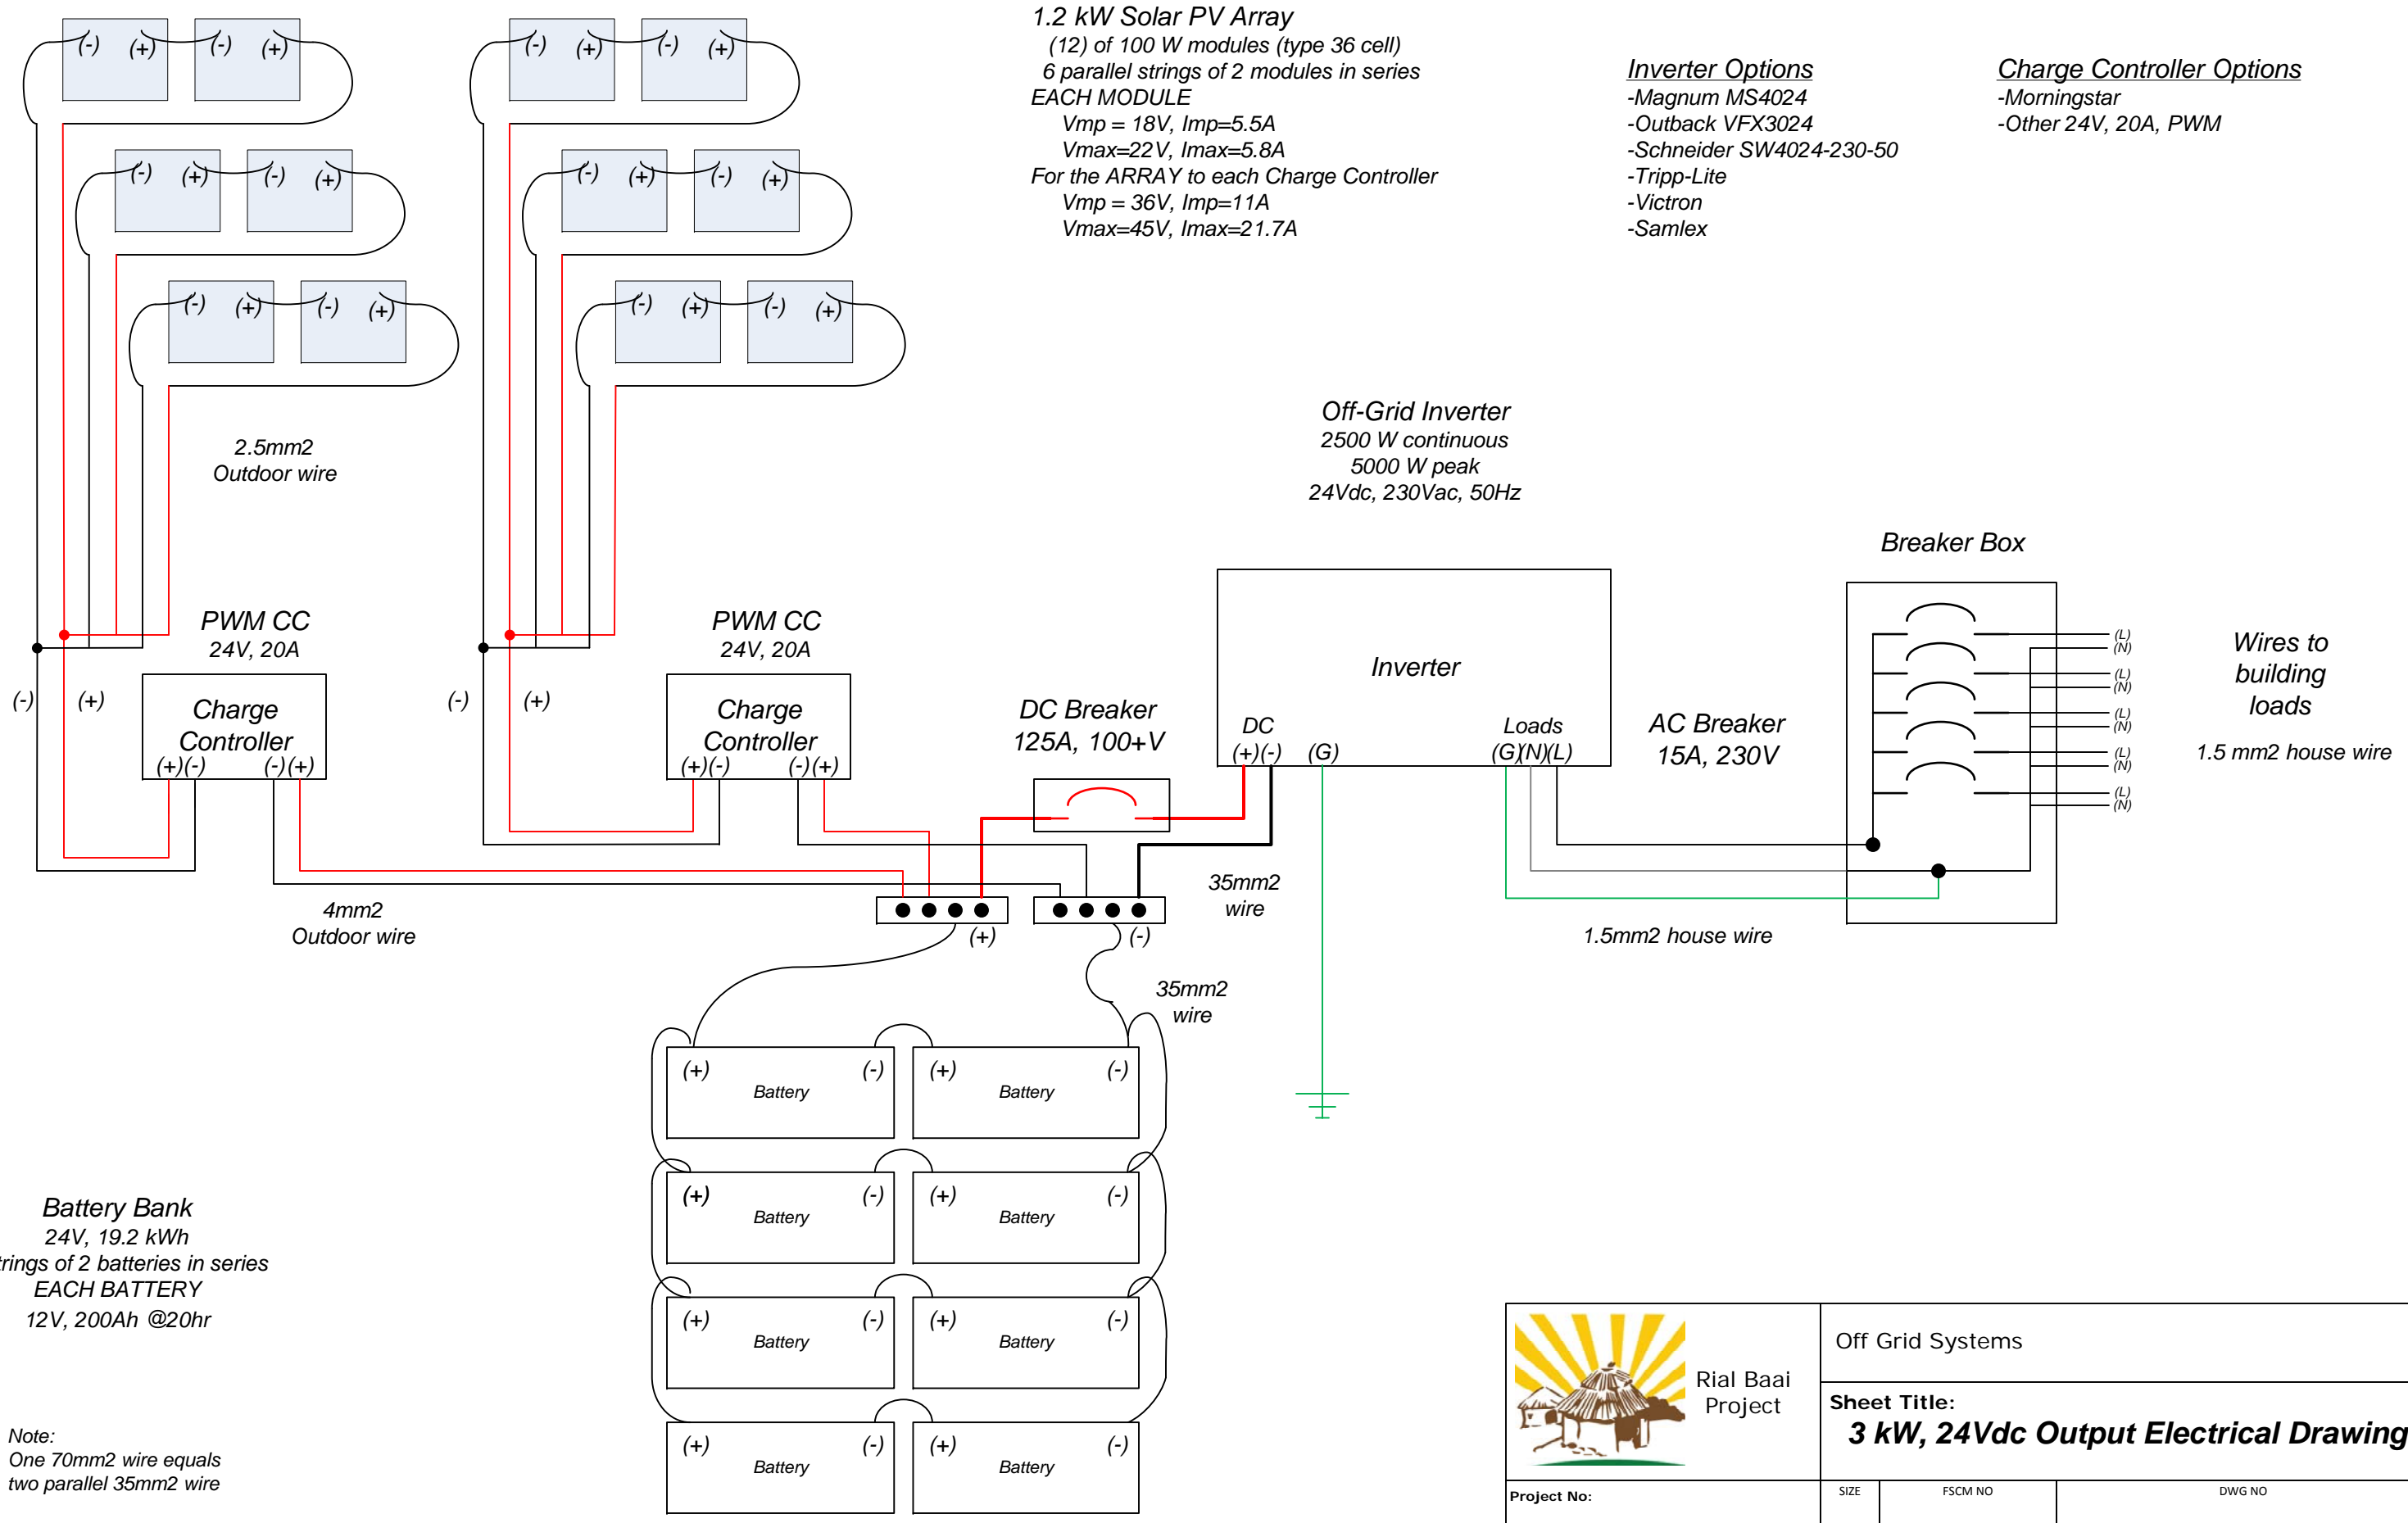 (-) (+) (-) (+)
(-) (+) (-) (+)
(-) (+) (-) (+)
(-) (+) (-) (+)
(-) (+) (-) (+)
(-) (+) (-) (+)
1.2 kW Solar PV Array
(12) of 100 W modules (type 36 cell)
6 parallel strings of 2 modules in series
EACH MODULE
Vmp = 18V, Imp=5.5A
Vmax=22V, Imax=5.8A
For the ARRAY to each Charge Controller
Vmp = 36V, Imp=11A
Vmax=45V, Imax=21.7A
Inverter Options
-Magnum MS4024
-Outback VFX3024
-Schneider SW4024-230-50
-Tripp-Lite
-Victron
-Samlex
Charge Controller Options
-Morningstar
-Other 24V, 20A, PWM
2.5mm2
Outdoor wire
Off-Grid Inverter
2500 W continuous
5000 W peak
24Vdc, 230Vac, 50Hz
PWM CC
24V, 20A
(-) (+)
Charge
Controller
(+)(-) (-)(+)
PWM CC
24V, 20A
(-) (+)
Charge
Controller
(+)(-) (-)(+)
DC Breaker
125A, 100+V
Inverter
DC
(+)(-) (G)
Loads
(G)(N)(L)
AC Breaker
15A, 230V
Breaker Box
(L)
(N)
(L)
(N)
(L)
(N)
(L)
(N)
(L)
(N)
Wires to
building
loads
1.5 mm2 house wire
4mm2
Outdoor wire
(+) (-)
35mm2
wire
1.5mm2 house wire
35mm2
wire
(+) Battery (-) (+) Battery (-)
(+) Battery (-) (+) Battery (-)
(+) Battery (-) (+) Battery (-)
(+) Battery (-) (+) Battery (-)
Battery Bank
24V, 19.2 kWh
trings of 2 batteries in series
EACH BATTERY
12V, 200Ah @20hr
Note:
One 70mm2 wire equals
two parallel 35mm2 wire
Rial Baai
Project
Off Grid Systems
Sheet Title:
3 kW, 24Vdc Output Electrical Drawing
Project No:
SIZE
FSCM NO
DWG NO